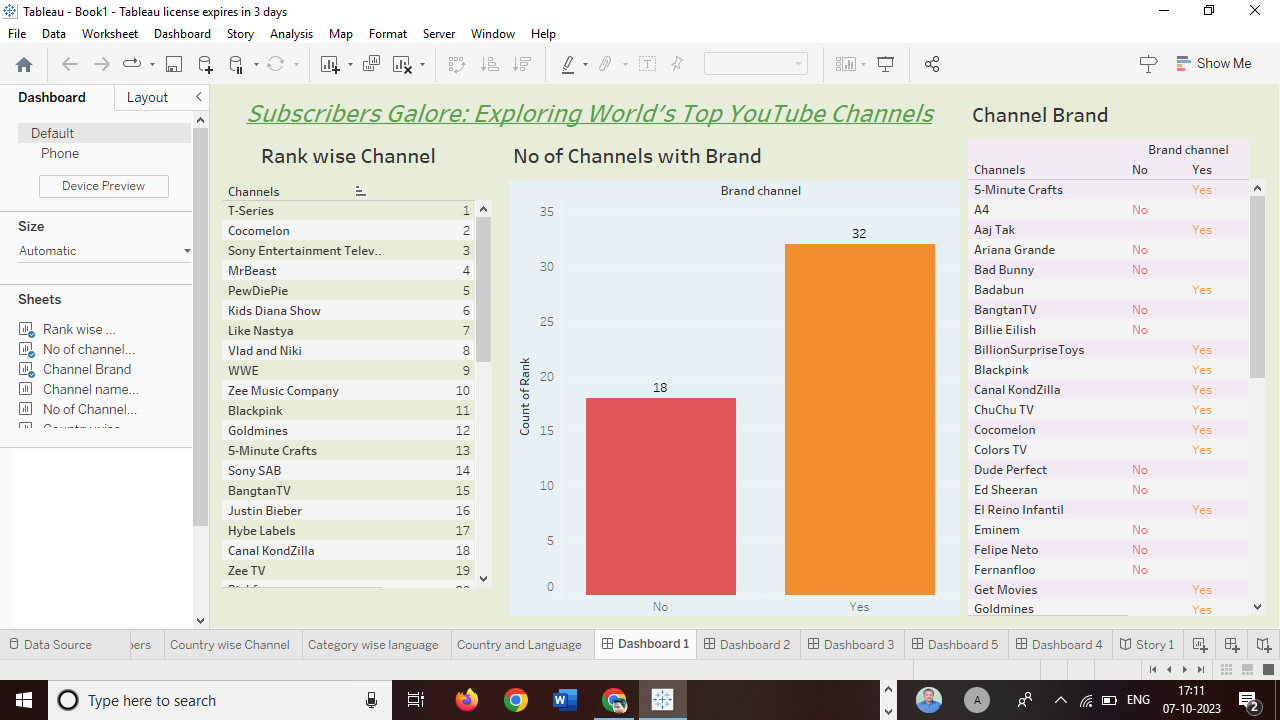 Tableau - Book1 - Tableau license expires in 3 days
File Data Worksheet Dashboard Story Analysis Map Format Server Window Help
Show Me
Dashboard Layout
Default
Phone
Device Preview
Size
Automatic
Sheets
Rank wise ...
No of channel...
Channel Brand
Channel name...
No of Channel...
Subscribers Galore: Exploring World's Top YouTube Channels
Rank wise Channel
Channels
T-Series 1
Cocomelon 2
Sony Entertainment Telev.. 3
MrBeast 4
PewDiePie 5
Kids Diana Show 6
Like Nastya 7
Vlad and Niki 8
WWE 9
Zee Music Company 10
Blackpink 11
Goldmines 12
5-Minute Crafts 13
Sony SAB 14
BangtanTV 15
Justin Bieber 16
Hybe Labels 17
Canal KondZilla 18
Zee TV 19
No of Channels with Brand
Brand channel
Count of Rank
35
30
25
20
15
10
5
0
18
32
No Yes
Channel Brand
Brand channel
Channels No Yes
5-Minute Crafts Yes
A4 No
Aaj Tak Yes
Ariana Grande No
Bad Bunny No
Badabun Yes
BangtanTV No
Billie Eilish No
BillionSurpriseToys Yes
Blackpink Yes
Canal KondZilla Yes
ChuChu TV Yes
Cocomelon Yes
Colors TV Yes
Dude Perfect No
Ed Sheeran No
El Reino Infantil Yes
Eminem No
Felipe Neto No
Fernanfloo No
Get Movies Yes
Goldmines Yes
Data Source bers Country wise Channel Category wise language Country and Language Dashboard 1 Dashboard 2 Dashboard 3 Dashboard 5 Dashboard 4 Story 1
Type here to search
A
ENG
17:11
07-10-2023
2